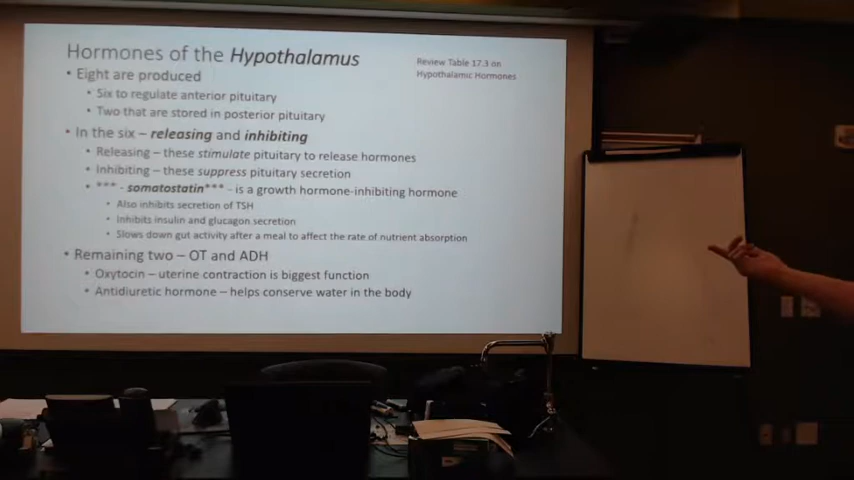 Hormones of the Hypothalamus
Review Table 17.3 on
Hypothalamic Hormones
• Eight are produced
• Six to regulate anterior pituitary
• Two that are stored in posterior pituitary
• In the six – releasing and inhibiting
• Releasing – these stimulate pituitary to release hormones
• Inhibiting – these suppress pituitary secretion
• *** - somatostatin*** - is a growth hormone-inhibiting hormone
• Also inhibits secretion of TSH
• Inhibits insulin and glucagon secretion
• Slows down gut activity after a meal to affect the rate of nutrient absorption
• Remaining two – OT and ADH
• Oxytocin – uterine contraction is biggest function
• Antidiuretic hormone – helps conserve water in the body